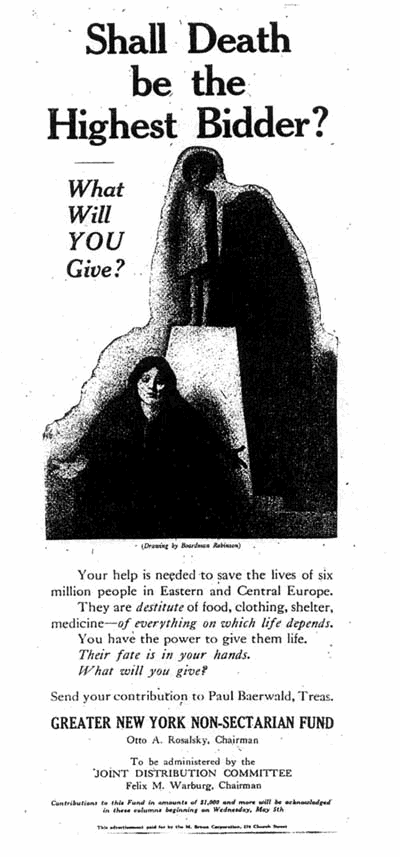 Shall Death
be the
Highest Bidder?
What
Will
YOU
Give?
(Drawing by Boardman Robinson)
Your help is needed to save the lives of six
million people in Eastern and Central Europe.
They are destitute of food, clothing, shelter,
medicine—of everything on which life depends.
You have the power to give them life.
Their fate is in your hands.
What will you give?
Send your contribution to Paul Baerwald, Treas.
GREATER NEW YORK NON-SECTARIAN FUND
Otto A. Rosalsky, Chairman
To be administered by the
JOINT DISTRIBUTION COMMITTEE
Felix M. Warburg, Chairman
Contributions to this Fund in amounts of $1,000 and more will be acknowledged
in these columns beginning on Wednesday, May 5th
This advertisement paid for by the M. Brown Corporation, Church Street